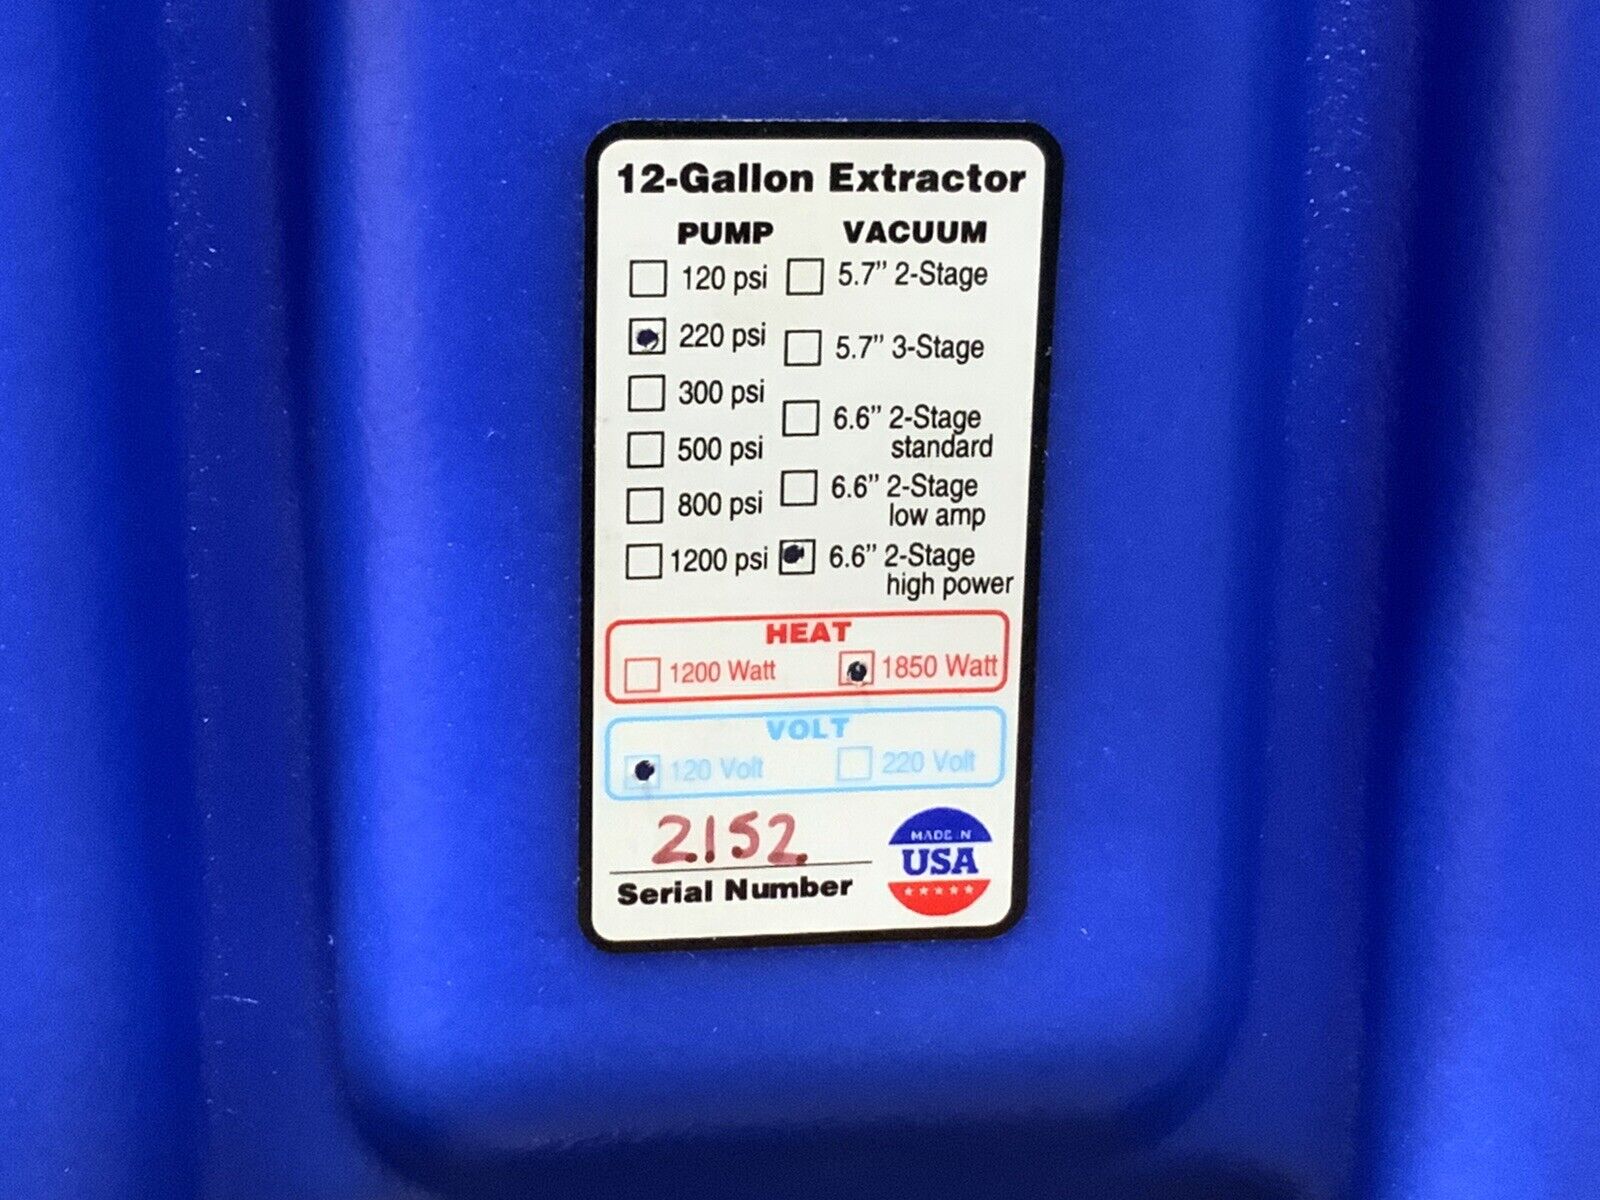 12-Gallon Extractor
PUMP VACUUM
120 psi 5.7” 2-Stage
220 psi 5.7” 3-Stage
300 psi 6.6” 2-Stage
standard
500 psi 6.6” 2-Stage
low amp
800 psi
1200 psi 6.6” 2-Stage
high power
HEAT
1200 Watt 1850 Watt
VOLT
120 Volt 220 Volt
2152
Serial Number
MADE IN
USA